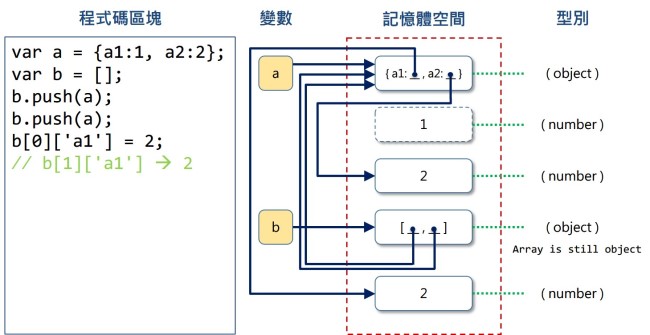 程式碼區塊 變數 記憶體空間 型別
var a = {a1:1, a2:2};
var b = [];
b.push(a);
b.push(a);
b[0]['a1'] = 2;
// b[1]['a1'] → 2
a { a1: _ , a2: _ } ( object )
1 ( number )
2 ( number )
b [ _ , _ ] ( object )
Array is still object
2 ( number )